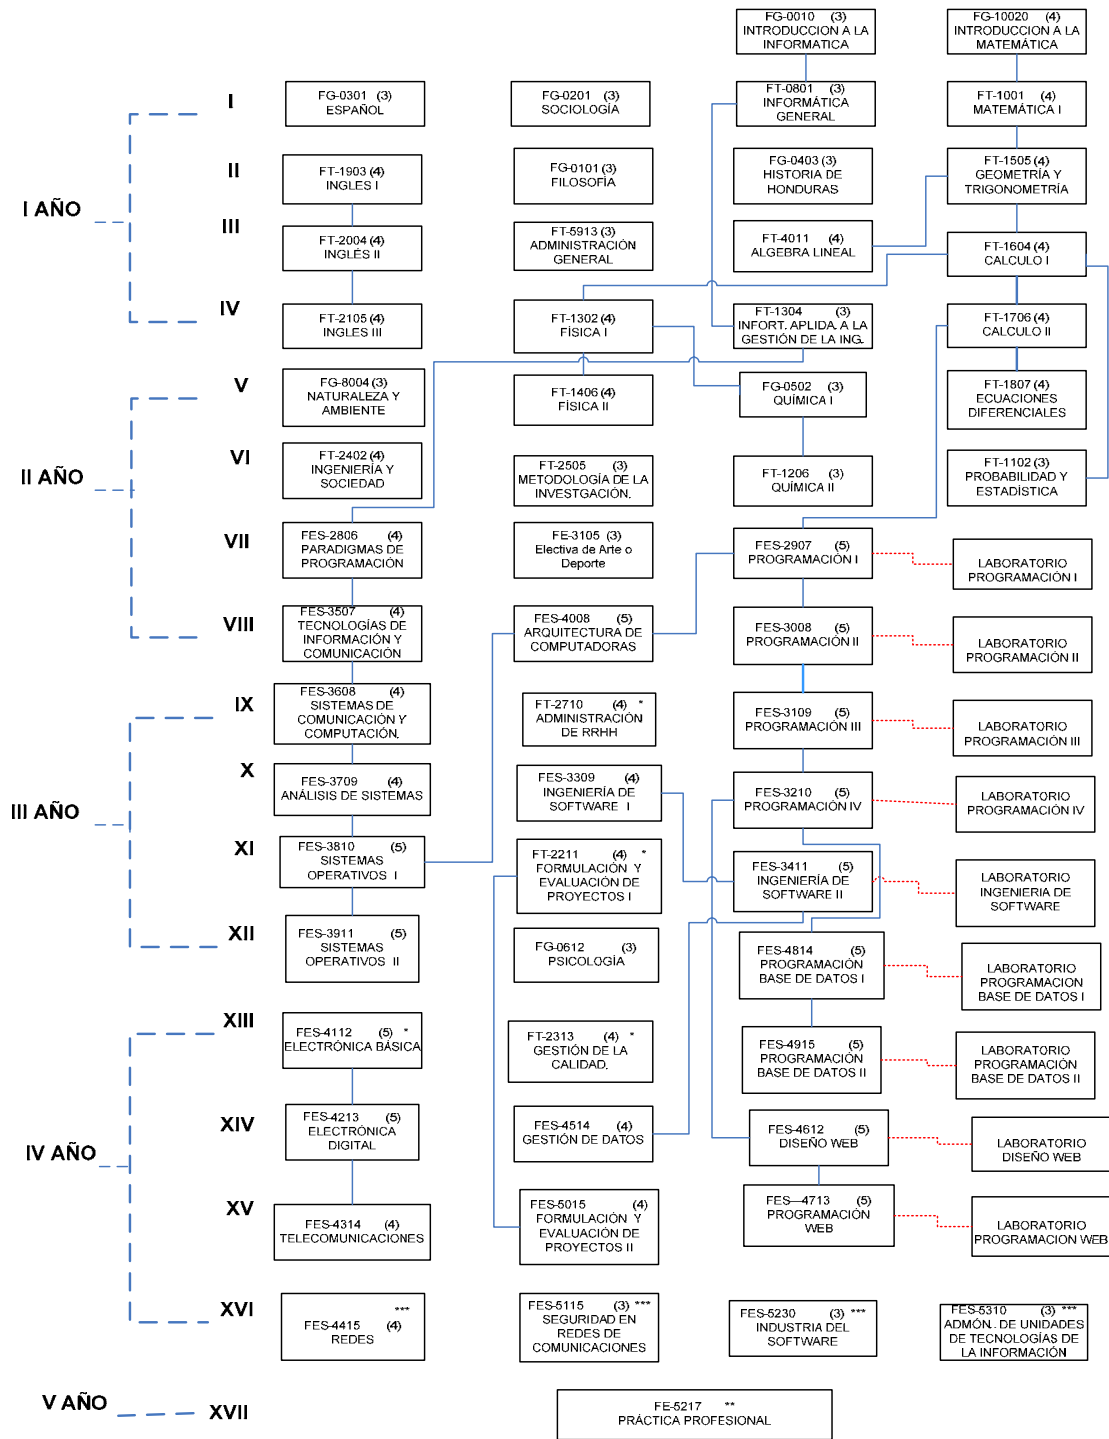 FG-0010 (3)
INTRODUCCION A LA
INFORMATICA
FG-10020 (4)
INTRODUCCION A LA
MATEMÁTICA
I AÑO
I
FG-0301 (3)
ESPAÑOL
FG-0201 (3)
SOCIOLOGÍA
FT-0801 (3)
INFORMÁTICA
GENERAL
FT-1001 (4)
MATEMÁTICA I
II
FT-1903 (4)
INGLES I
FG-0101 (3)
FILOSOFÍA
FG-0403 (3)
HISTORIA DE
HONDURAS
FT-1505 (4)
GEOMETRÍA Y
TRIGONOMETRÍA
III
FT-2004 (4)
INGLÉS II
FT-5913 (3)
ADMINISTRACIÓN
GENERAL
FT-4011 (4)
ALGEBRA LINEAL
FT-1604 (4)
CALCULO I
IV
FT-2105 (4)
INGLES III
FT-1302 (4)
FÍSICA I
FT-1304 (3)
INFORT. APLIDA. A LA
GESTIÓN DE LA ING.
FT-1706 (4)
CALCULO II
II AÑO
V
FG-8004 (3)
NATURALEZA Y
AMBIENTE
FT-1406 (4)
FÍSICA II
FG-0502 (3)
QUÍMICA I
FT-1807 (4)
ECUACIONES
DIFERENCIALES
VI
FT-2402 (4)
INGENIERÍA Y
SOCIEDAD
FT-2505 (3)
METODOLOGÍA DE LA
INVESTGACIÓN.
FT-1206 (3)
QUÍMICA II
FT-1102 (3)
PROBABILIDAD Y
ESTADÍSTICA
VII
FES-2806 (4)
PARADIGMAS DE
PROGRAMACIÓN
FE-3105 (3)
Electiva de Arte o
Deporte
FES-2907 (5)
PROGRAMACIÓN I
LABORATORIO
PROGRAMACIÓN I
VIII
FES-3507 (4)
TECNOLOGÍAS DE
INFORMACIÓN Y
COMUNICACIÓN
FES-4008 (5)
ARQUITECTURA DE
COMPUTADORAS
FES-3008 (5)
PROGRAMACIÓN II
LABORATORIO
PROGRAMACIÓN II
III AÑO
IX
FES-3608 (4)
SISTEMAS DE
COMUNICACIÓN Y
COMPUTACIÓN.
FT-2710 (4) *
ADMINISTRACIÓN
DE RRHH
FES-3109 (5)
PROGRAMACIÓN III
LABORATORIO
PROGRAMACIÓN III
X
FES-3709 (4)
ANÁLISIS DE SISTEMAS
FES-3309 (4)
INGENIERÍA DE
SOFTWARE I
FES-3210 (5)
PROGRAMACIÓN IV
LABORATORIO
PROGRAMACIÓN IV
XI
FES-3810 (5)
SISTEMAS
OPERATIVOS I
FT-2211 (4) *
FORMULACIÓN Y
EVALUACIÓN DE
PROYECTOS I
FES-3411 (5)
INGENIERÍA DE
SOFTWARE II
LABORATORIO
INGENIERIA DE
SOFTWARE
XII
FES-3911 (5)
SISTEMAS
OPERATIVOS II
FG-0612 (3)
PSICOLOGÍA
FES-4814 (5)
PROGRAMACIÓN
BASE DE DATOS I
LABORATORIO
PROGRAMACION
BASE DE DATOS I
IV AÑO
XIII
FES-4112 (5) *
ELECTRÓNICA BÁSICA
FT-2313 (4) *
GESTIÓN DE LA
CALIDAD.
FES-4915 (5)
PROGRAMACIÓN
BASE DE DATOS II
LABORATORIO
PROGRAMACIÓN
BASE DE DATOS II
XIV
FES-4213 (5)
ELECTRÓNICA
DIGITAL
FES-4514 (4)
GESTIÓN DE DATOS
FES-4612 (5)
DISEÑO WEB
LABORATORIO
DISEÑO WEB
XV
FES-4314 (4)
TELECOMUNICACIONES
FES-5015 (4)
FORMULACIÓN Y
EVALUACIÓN DE
PROYECTOS II
FES—4713 (5)
PROGRAMACIÓN
WEB
LABORATORIO
PROGRAMACION WEB
XVI
***
FES-4415 (4)
REDES
FES-5115 (3) ***
SEGURIDAD EN
REDES DE
COMUNICACIONES
FES-5230 (3) ***
INDUSTRIA DEL
SOFTWARE
FES-5310 (3) ***
ADMÓN. DE UNIDADES
DE TECNOLOGÍAS DE
LA INFORMACIÓN
V AÑO
XVII
FE-5217 **
PRÁCTICA PROFESIONAL